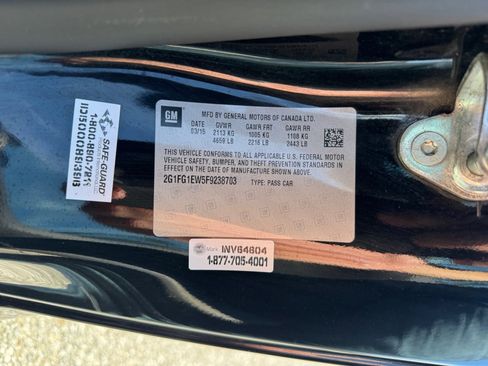 GM
MFD BY GENERAL MOTORS OF CANADA LTD.
DATE GVWR GAWR FRT GAWR RR
03/15 2113 KG 1005 KG 1108 KG
4659 LB 2216 LB 2443 LB
THIS VEHICLE CONFORMS TO ALL APPLICABLE U.S. FEDERAL MOTOR
VEHICLE SAFETY, BUMPER, AND THEFT PREVENTION STANDARDS IN
EFFECT ON THE DATE OF MANUFACTURE SHOWN ABOVE.
2G1FG1EW5F9238703 TYPE: PASS CAR
SAFE-GUARD
Mark INV64604
1-877-705-4001